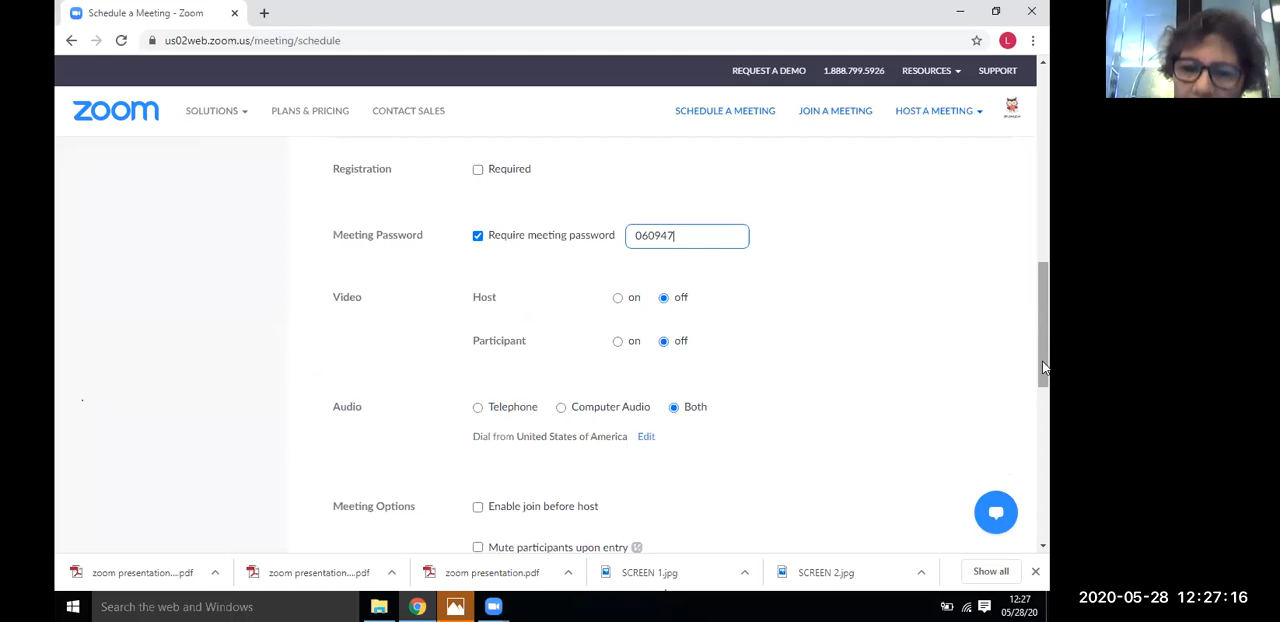 Schedule a Meeting - Zoom
us02web.zoom.us/meeting/schedule
L
REQUEST A DEMO 1.888.799.5926 RESOURCES SUPPORT
zoom SOLUTIONS PLANS & PRICING CONTACT SALES SCHEDULE A MEETING JOIN A MEETING HOST A MEETING
Registration Required
Meeting Password Require meeting password 060947
Video Host on off
Participant on off
Audio Telephone Computer Audio Both
Dial from United States of America Edit
Meeting Options Enable join before host
Mute participants upon entry
zoom presentation....pdf zoom presentation....pdf zoom presentation.pdf SCREEN 1.jpg SCREEN 2.jpg Show all
Search the web and Windows
12:27
05/28/20
2020-05-28 12:27:16